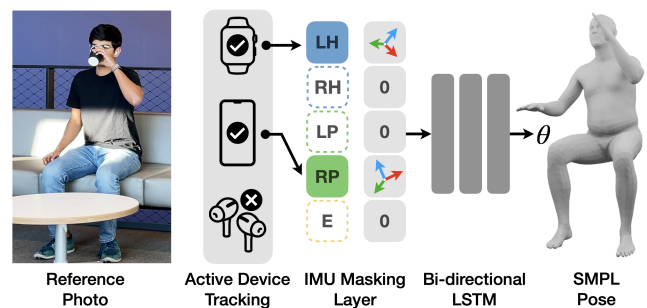 LH
RH
0
LP
0
θ
RP
E
0
Reference
Photo
Active Device
Tracking
IMU Masking
Layer
Bi-directional
LSTM
SMPL
Pose